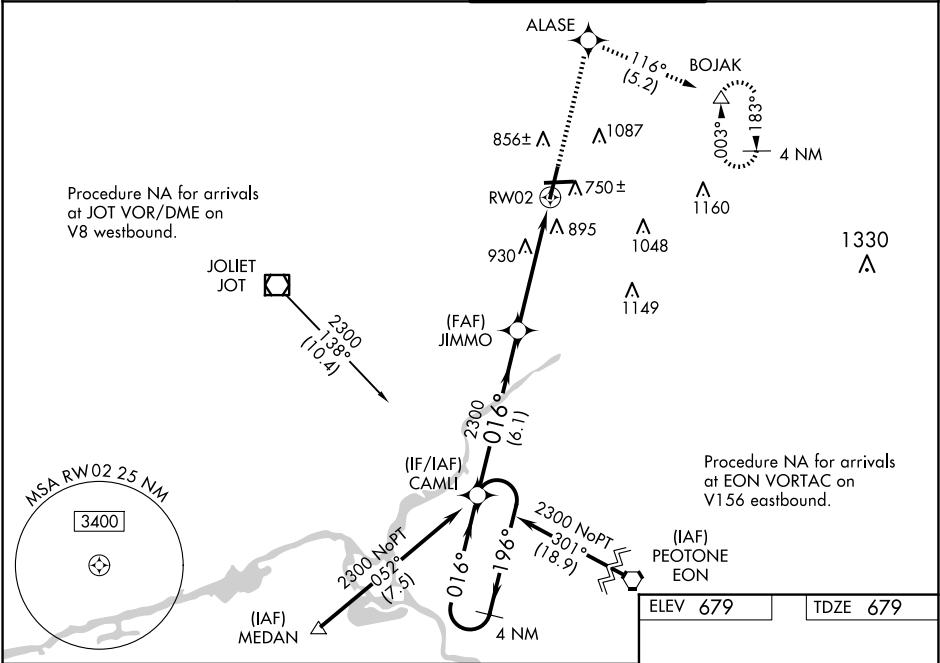 ALASE
116°
(5.2)
BOJAK
003°
183°
4 NM
856±
1087
RW02
750±
1160
Procedure NA for arrivals
at JOT VOR/DME on
V8 westbound.
895
930
1048
1330
1149
JOLIET
JOT
2300
138°
(10.4)
(FAF)
JIMMO
2300
016°
(6.1)
(IF/IAF)
CAMLI
Procedure NA for arrivals
at EON VORTAC on
V156 eastbound.
MSA RW02 25 NM
3400
2300 NoPT
052°
(7.5)
016°
196°
2300 NoPT
301°
(18.9)
(IAF)
PEOTONE
EON
(IAF)
MEDAN
4 NM
ELEV 679
TDZE 679